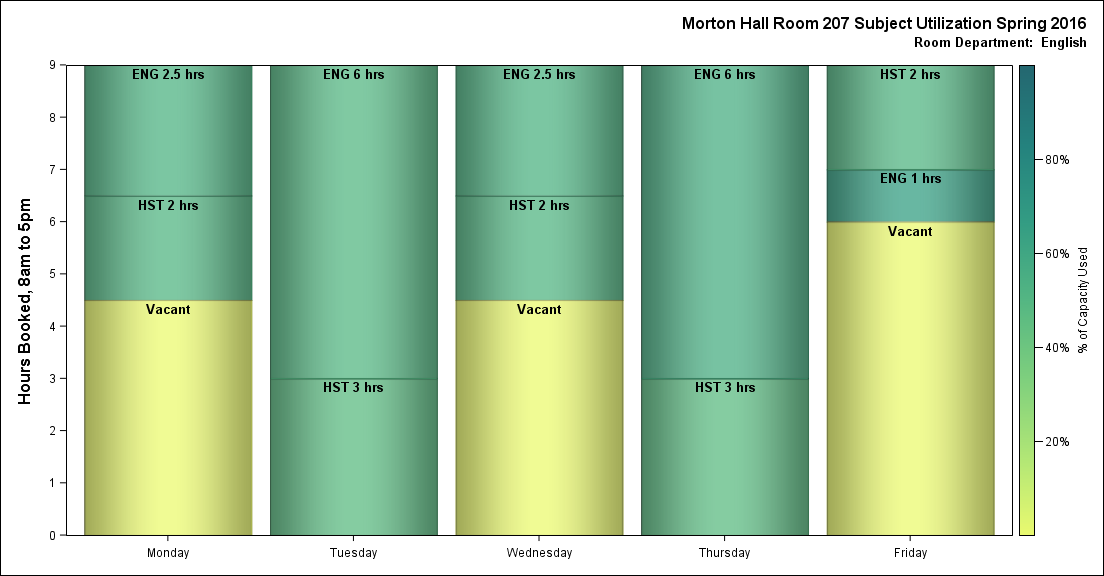 Morton Hall Room 207 Subject Utilization Spring 2016
Room Department: English
Hours Booked, 8am to 5pm
9
8
7
6
5
4
3
2
1
0
ENG 2.5 hrs
HST 2 hrs
Vacant
ENG 6 hrs
HST 3 hrs
ENG 2.5 hrs
HST 2 hrs
Vacant
ENG 6 hrs
HST 3 hrs
HST 2 hrs
ENG 1 hrs
Vacant
Monday
Tuesday
Wednesday
Thursday
Friday
80%
60%
40%
20%
% of Capacity Used